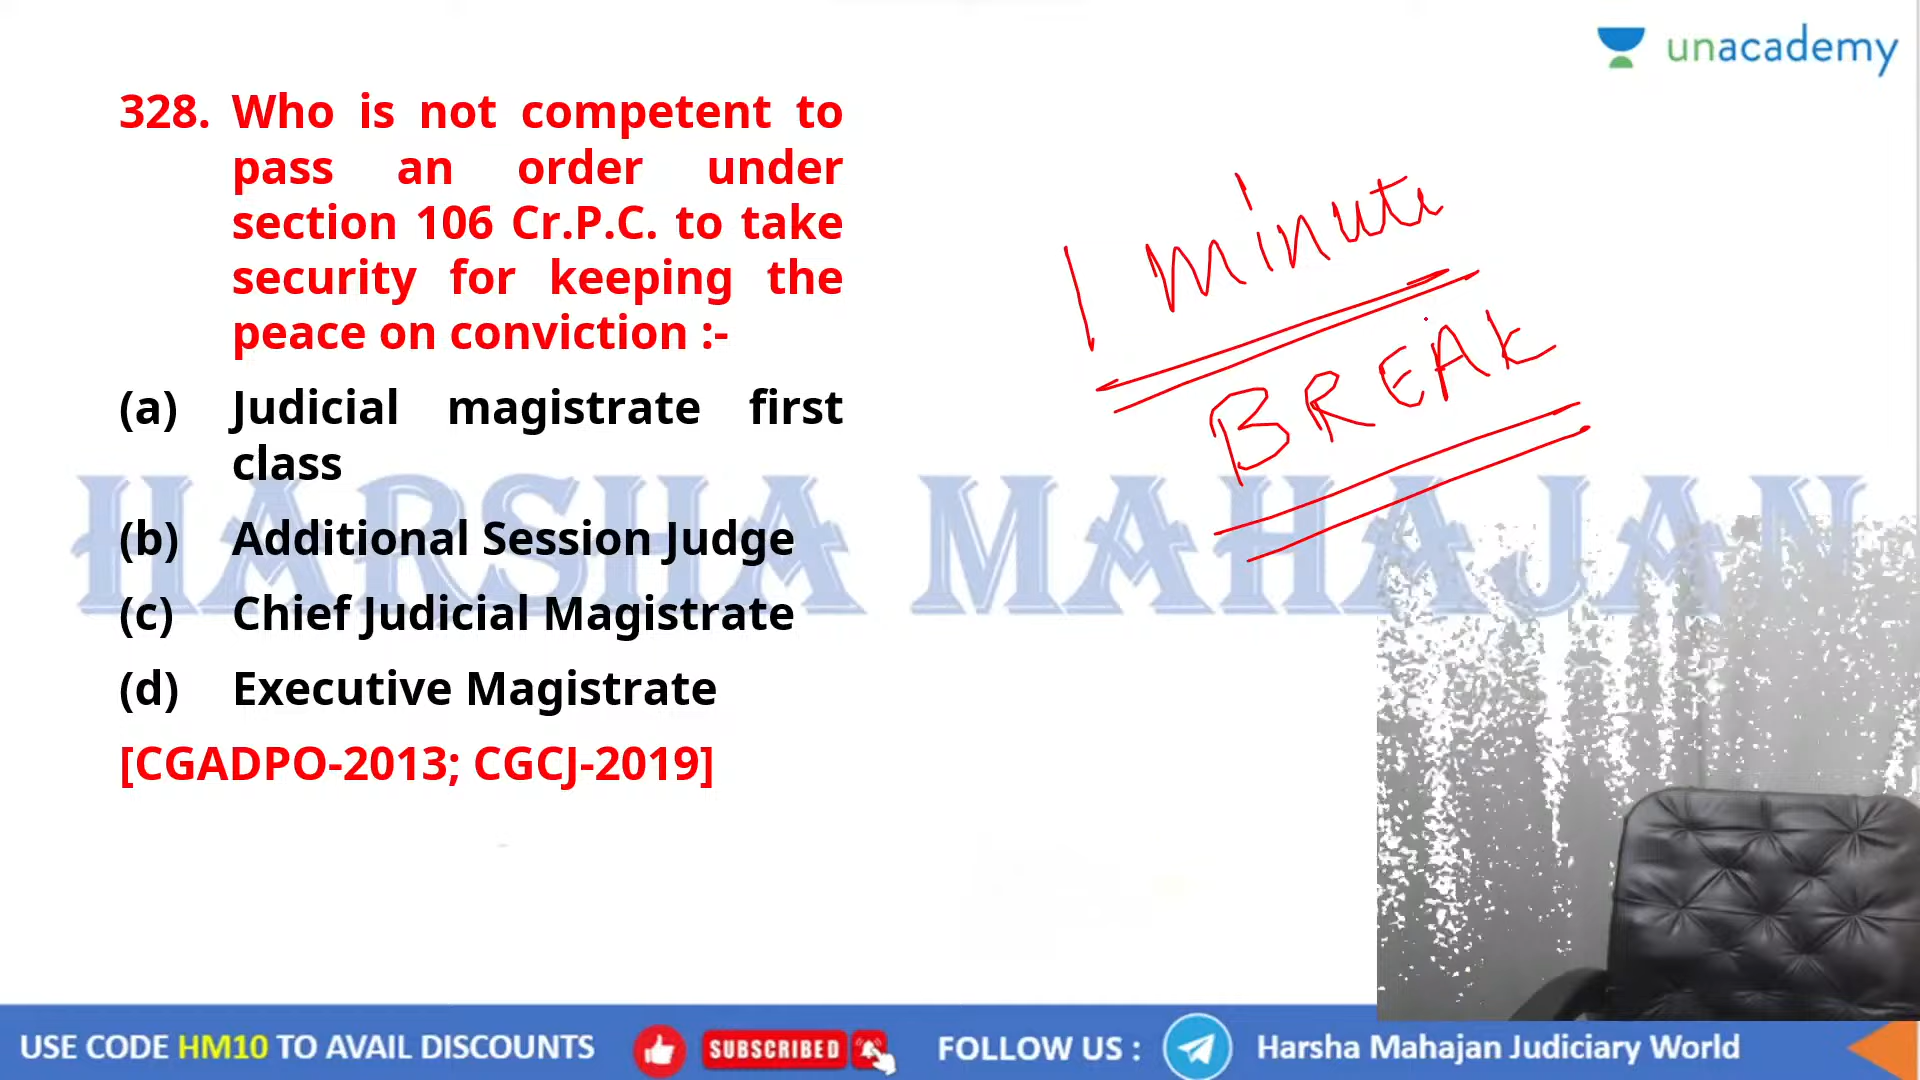 unacademy
328. Who is not competent to
pass an order under
section 106 Cr.P.C. to take
security for keeping the
peace on conviction :-
(a) Judicial magistrate first
class
(b) Additional Session Judge
(c) Chief Judicial Magistrate
(d) Executive Magistrate
[CGADPO-2013; CGCJ-2019]
1 Minute
BREAK
HARSHA MAHAJAN
USE CODE HM10 TO AVAIL DISCOUNTS
SUBSCRIBED
FOLLOW US :
Harsha Mahajan Judiciary World